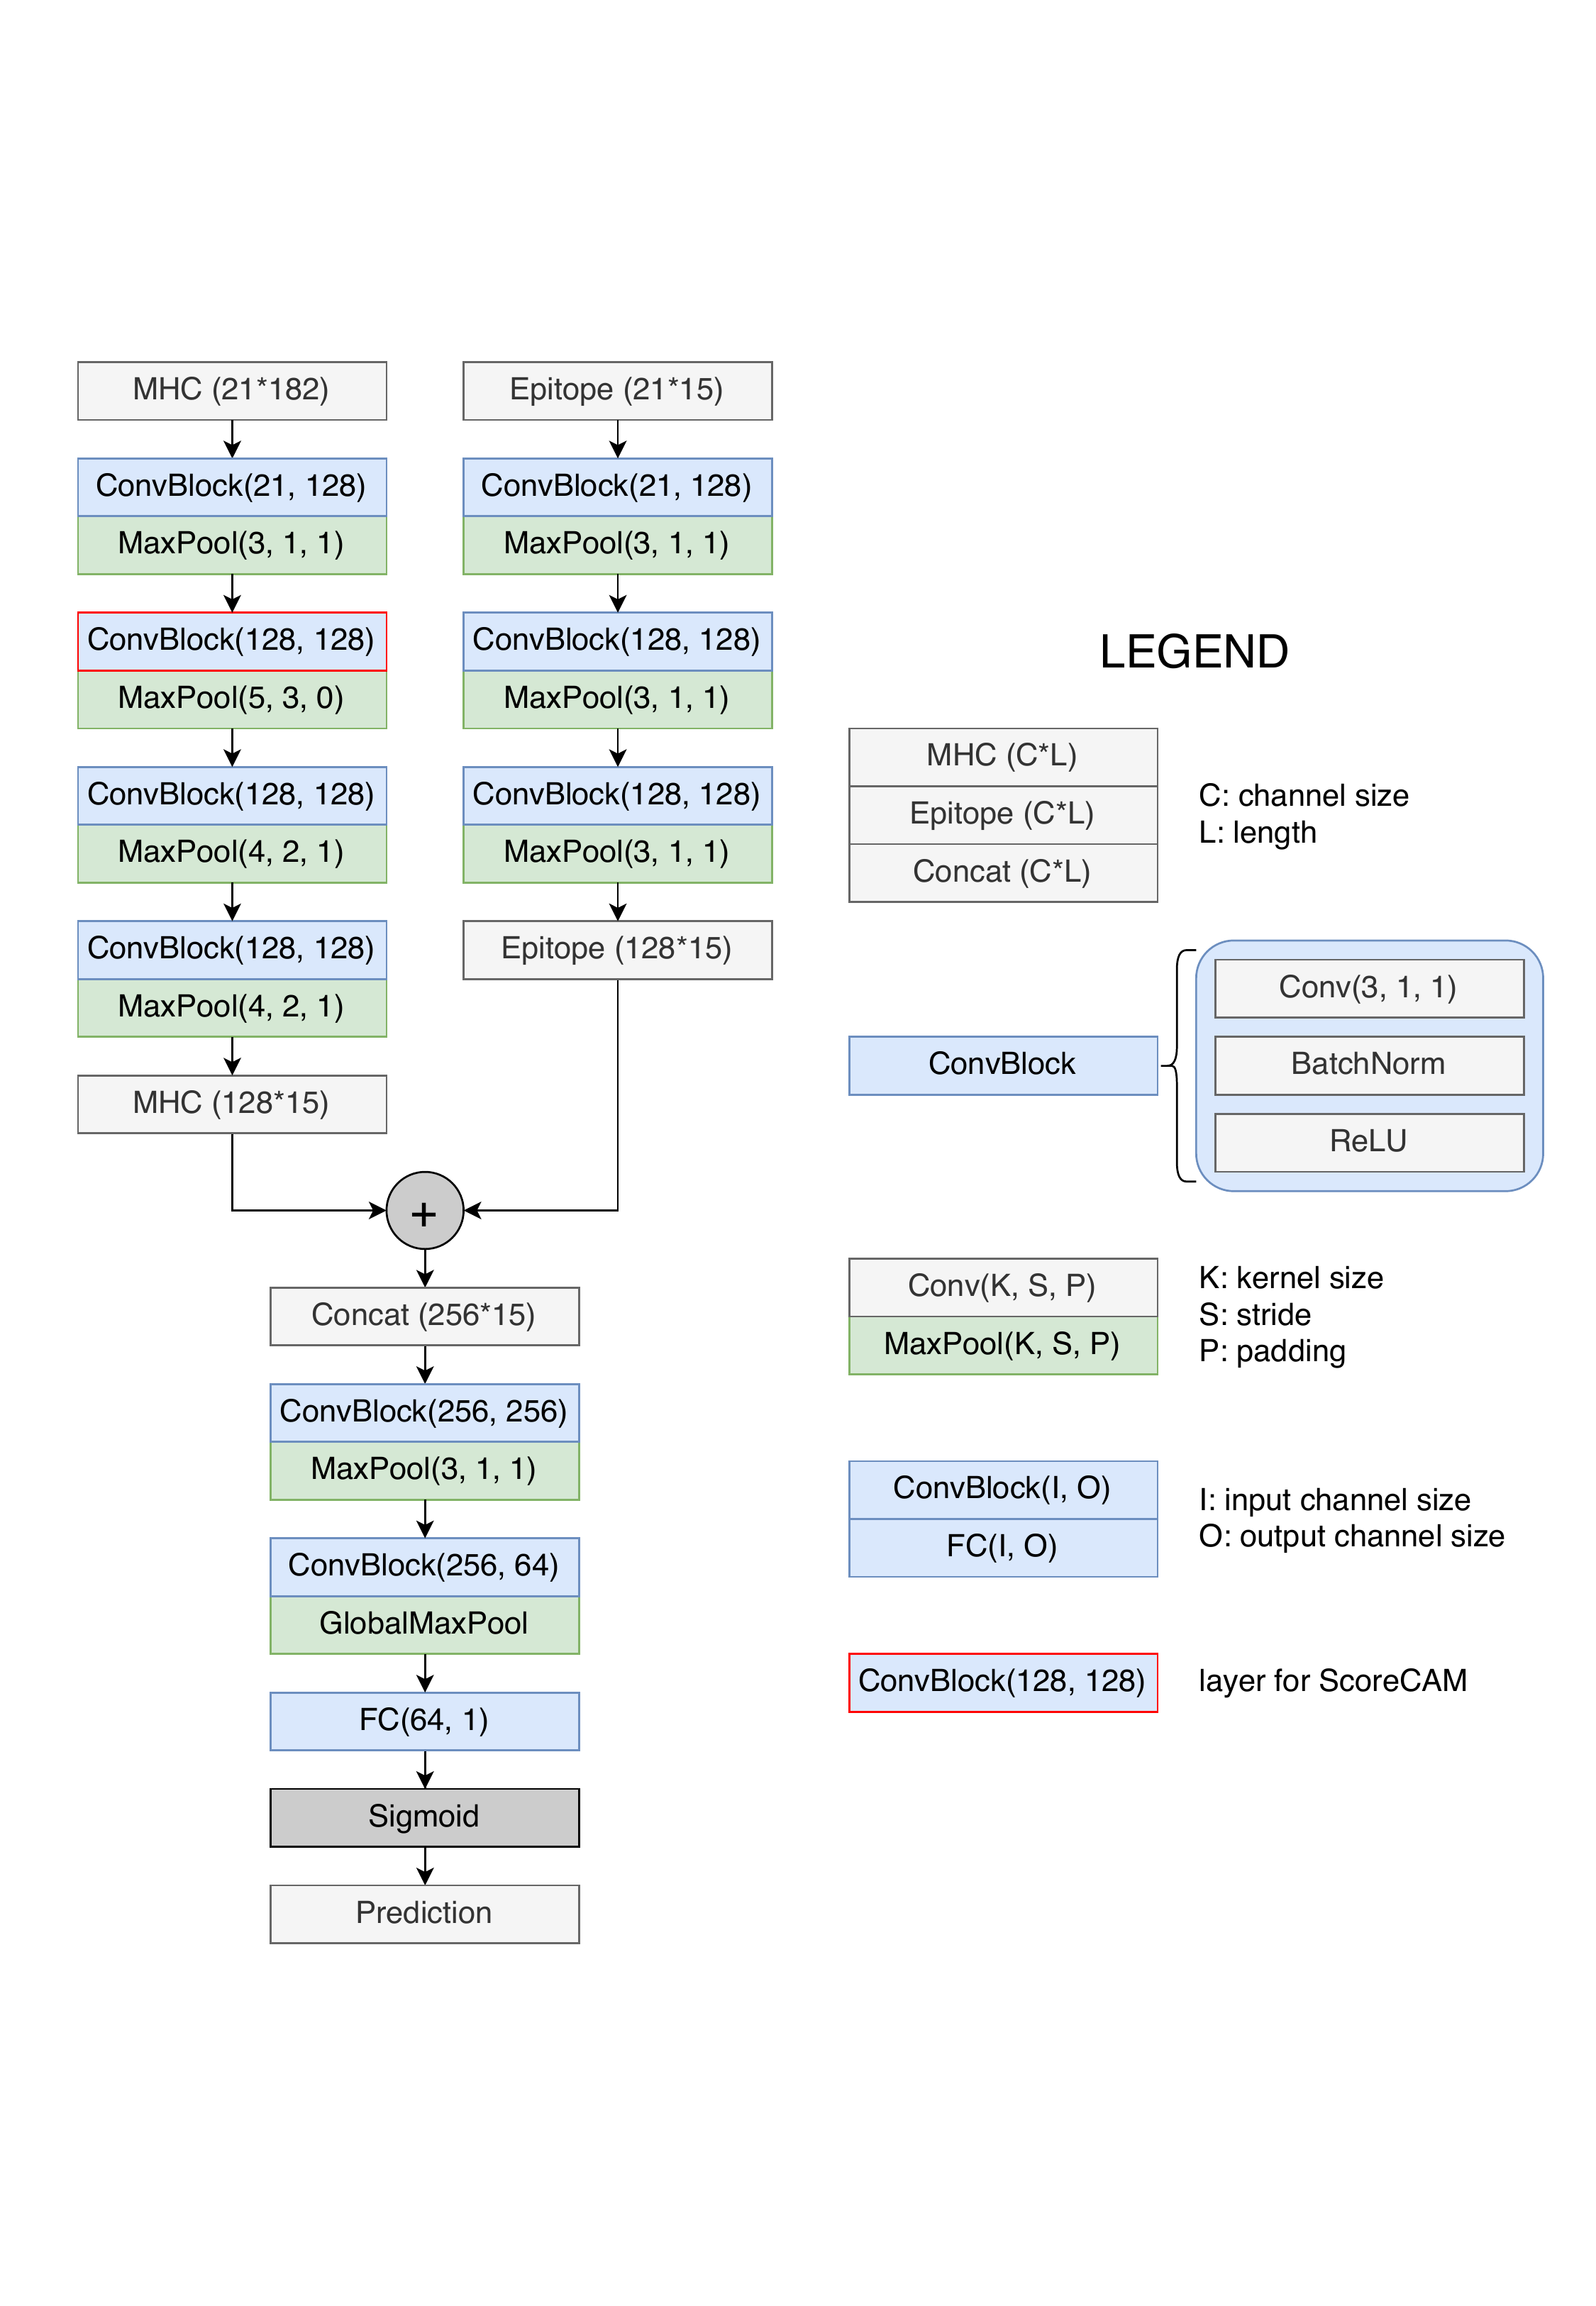 MHC (21*182)
ConvBlock(21, 128)
MaxPool(3, 1, 1)
ConvBlock(128, 128)
MaxPool(5, 3, 0)
ConvBlock(128, 128)
MaxPool(4, 2, 1)
ConvBlock(128, 128)
MaxPool(4, 2, 1)
MHC (128*15)
Epitope (21*15)
ConvBlock(21, 128)
MaxPool(3, 1, 1)
ConvBlock(128, 128)
MaxPool(3, 1, 1)
ConvBlock(128, 128)
MaxPool(3, 1, 1)
Epitope (128*15)
+
Concat (256*15)
ConvBlock(256, 256)
MaxPool(3, 1, 1)
ConvBlock(256, 64)
GlobalMaxPool
FC(64, 1)
Sigmoid
Prediction
LEGEND
MHC (C*L)
Epitope (C*L)
Concat (C*L)
C: channel size
L: length
ConvBlock
Conv(3, 1, 1)
BatchNorm
ReLU
Conv(K, S, P)
MaxPool(K, S, P)
K: kernel size
S: stride
P: padding
ConvBlock(I, O)
FC(I, O)
I: input channel size
O: output channel size
ConvBlock(128, 128)
layer for ScoreCAM